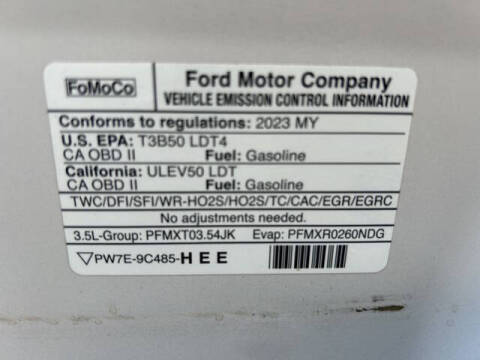 FoMoCo
Ford Motor Company
VEHICLE EMISSION CONTROL INFORMATION
Conforms to regulations: 2023 MY
U.S. EPA: T3B50 LDT4
CA OBD II Fuel: Gasoline
California: ULEV50 LDT
CA OBD II Fuel: Gasoline
TWC/DFI/SFI/WR-HO2S/HO2S/TC/CAC/EGR/EGRC
No adjustments needed.
3.5L-Group: PFMXT03.54JK Evap: PFMXR0260NDG
▽PW7E-9C485-HEE